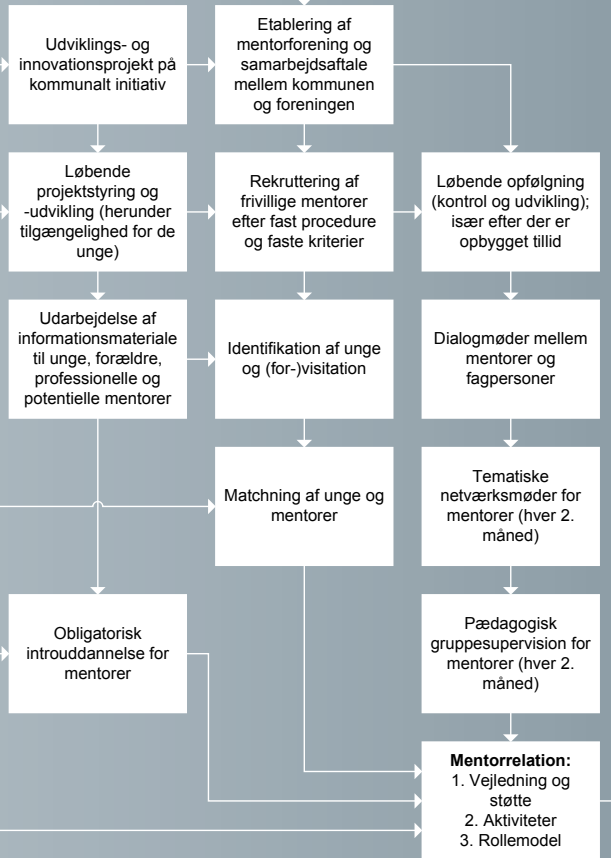 Udviklings- og
innovationsprojekt på
kommunalt initiativ
Etablering af
mentorforening og
samarbejdsaftale
mellem kommunen
og foreningen
Løbende
projektstyring og
-udvikling (herunder
tilgængelighed for de
unge)
Rekruttering af
frivillige mentorer
efter fast procedure
og faste kriterier
Løbende opfølgning
(kontrol og udvikling);
især efter der er
opbygget tillid
Udarbejdelse af
informationsmateriale
til unge, forældre,
professionelle og
potentielle mentorer
Identifikation af unge
og (for-)visitation
Dialogmøder mellem
mentorer og
fagpersoner
Matchning af unge og
mentorer
Tematiske
netværksmøder for
mentorer (hver 2.
måned)
Obligatorisk
introuddannelse for
mentorer
Pædagogisk
gruppesupervision for
mentorer (hver 2.
måned)
Mentorrelation:
1. Vejledning og
støtte
2. Aktiviteter
3. Rollemodel